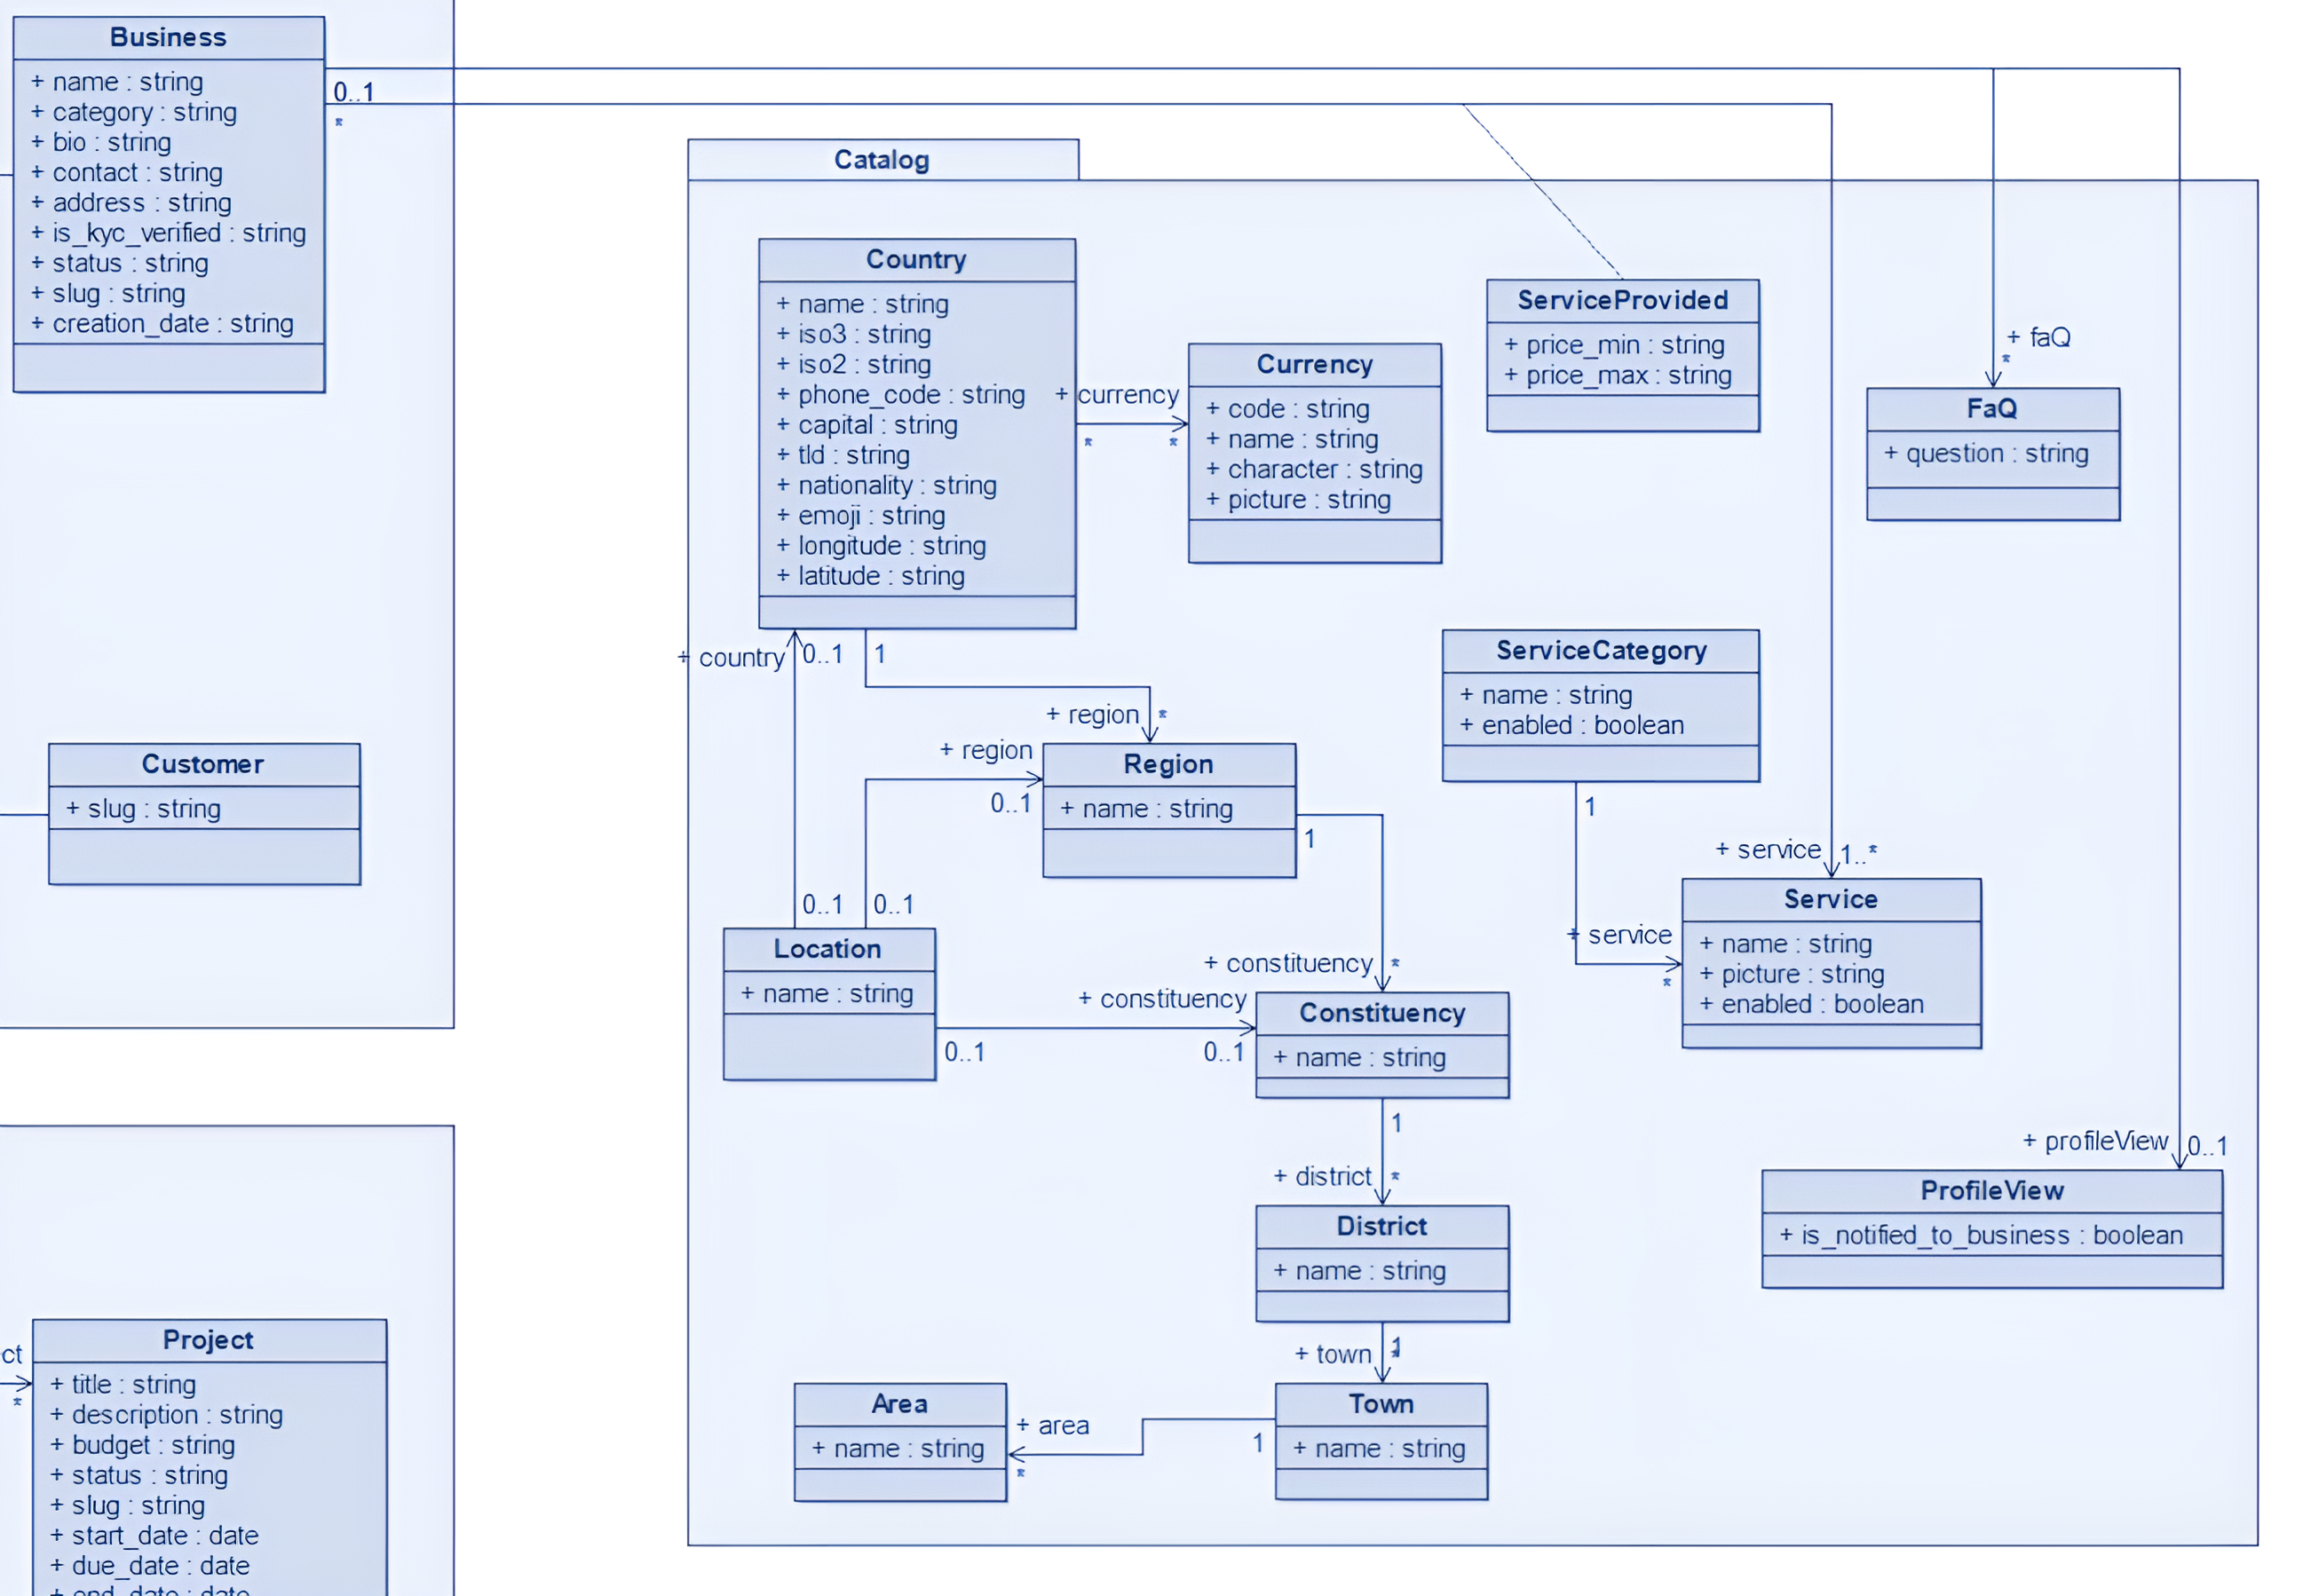 Business
+ name : string
+ category : string
+ bio : string
+ contact : string
+ address : string
+ is_kyc_verified : string
+ status : string
+ slug : string
+ creation_date : string
0..1
*
Catalog
Country
+ name : string
+ iso3 : string
+ iso2 : string
+ phone_code : string
+ capital : string
+ tld : string
+ nationality : string
+ emoji : string
+ longitude : string
+ latitude : string
+ currency
*
*
Currency
+ code : string
+ name : string
+ character : string
+ picture : string
ServiceProvided
+ price_min : string
+ price_max : string
+ faQ
*
FaQ
+ question : string
+ country
0..1
1
+ region
*
+ region
0..1
Region
+ name : string
1
ServiceCategory
+ name : string
+ enabled : boolean
1
Customer
+ slug : string
+ service
1..*
Service
+ name : string
+ picture : string
+ enabled : boolean
+ service
*
0..1
0..1
Location
+ name : string
0..1
+ constituency
*
+ constituency
0..1
Constituency
+ name : string
1
+ district
*
District
+ name : string
+ profileView
0..1
ProfileView
+ is_notified_to_business : boolean
1
+ town
*
Town
+ name : string
1
+ area
*
Area
+ name : string
ct
*
Project
+ title : string
+ description : string
+ budget : string
+ status : string
+ slug : string
+ start_date : date
+ due_date : date
+ end_date : date